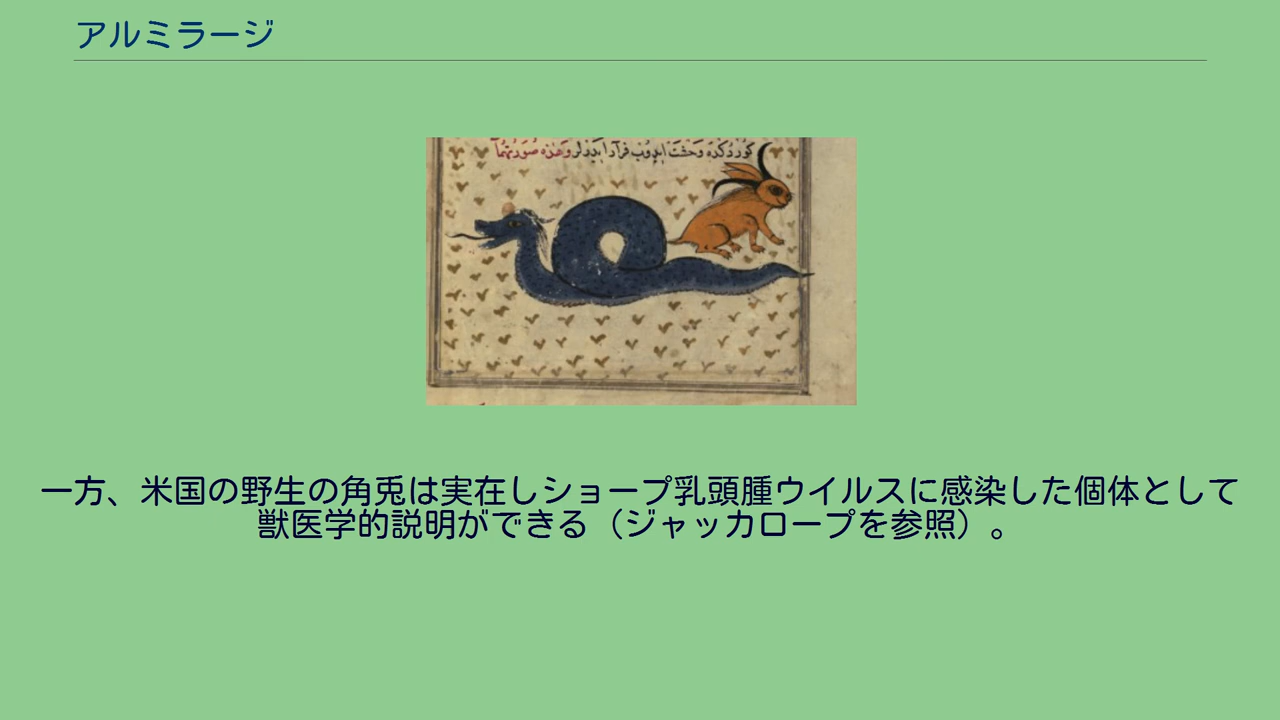 アルミラージ
一方、米国の野生の角兎は実在しショープ乳頭腫ウイルスに感染した個体として
獣医学的説明ができる（ジャッカロープを参照）。